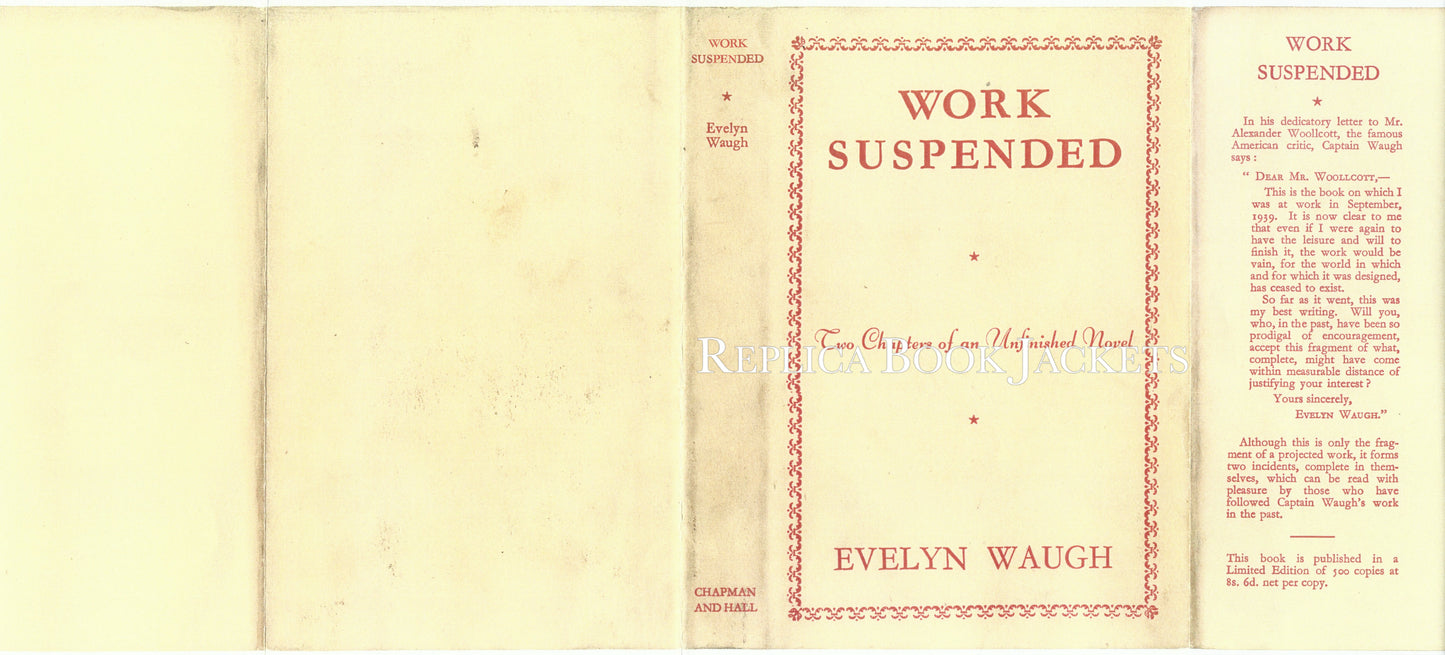 WORK
SUSPENDED
★
Evelyn
Waugh
CHAPMAN
AND HALL
WORK
SUSPENDED
★
Two Chapters of an Unfinished Novel
★
EVELYN WAUGH
REPLICA BOOK JACKETS
WORK
SUSPENDED
★
In his dedicatory letter to Mr.
Alexander Woollcott, the famous
American critic, Captain Waugh
says :
" DEAR MR. WOOLLCOTT,—
This is the book on which I
was at work in September,
1939. It is now clear to me
that even if I were again to
have the leisure and will to
finish it, the work would be
vain, for the world in which
and for which it was designed,
has ceased to exist.
So far as it went, this was
my best writing. Will you,
who, in the past, have been so
prodigal of encouragement,
accept this fragment of what,
complete, might have come
within measurable distance of
justifying your interest ?
Yours sincerely,
EVELYN WAUGH."
Although this is only the frag-
ment of a projected work, it forms
two incidents, complete in them-
selves, which can be read with
pleasure by those who have
followed Captain Waugh's work
in the past.
This book is published in a
Limited Edition of 500 copies at
8s. 6d. net per copy.